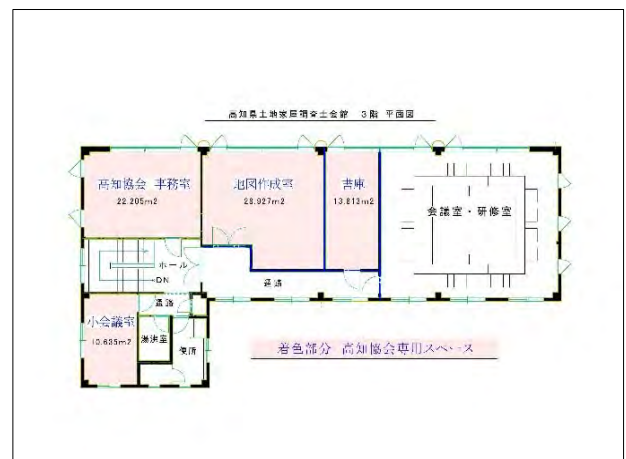 高知県土地家屋調査士会館 3階 平面図
高知協会 事務室
22.205m2
地図作成室
28.927m2
書庫
13.813m2
会議室・研修室
ホール
DN
通路
通路
小会議室
10.635m2
湯沸室
便所
着色部分 高知協会専用スペース